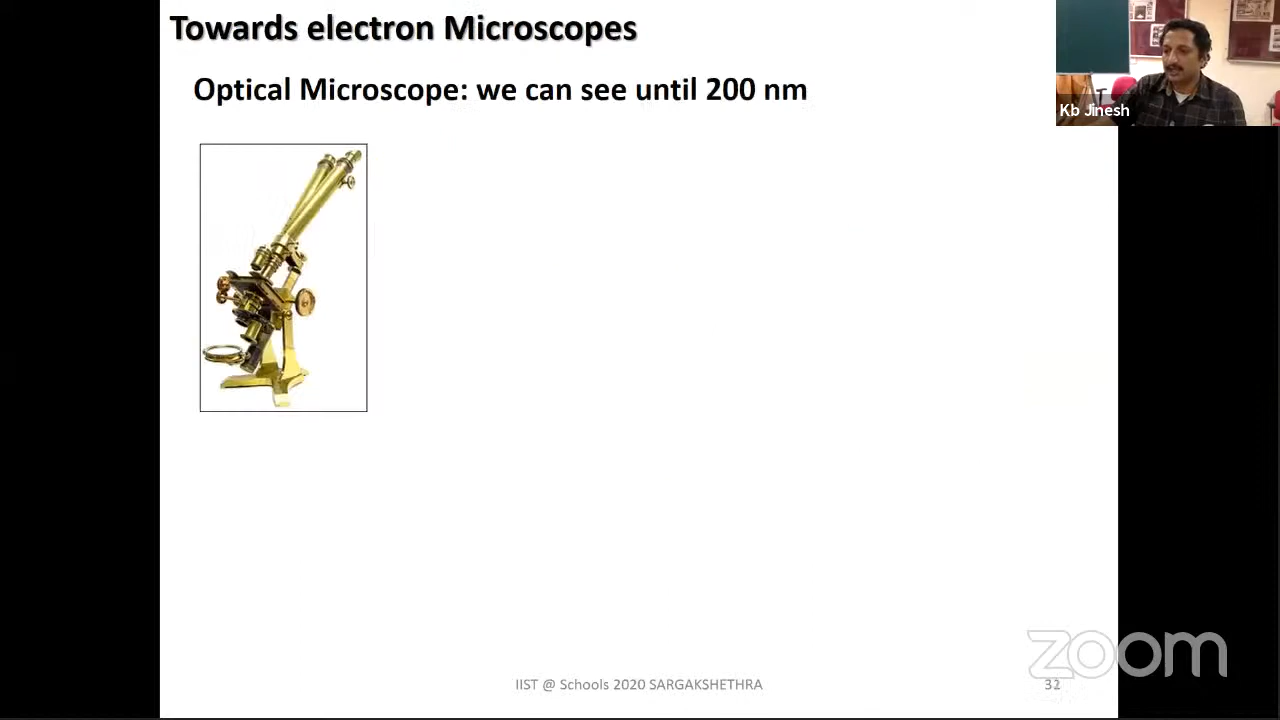 Towards electron Microscopes
Optical Microscope: we can see until 200 nm
Kb Jinesh
zoom
IIST @ Schools 2020 SARGAKSHETHRA
32